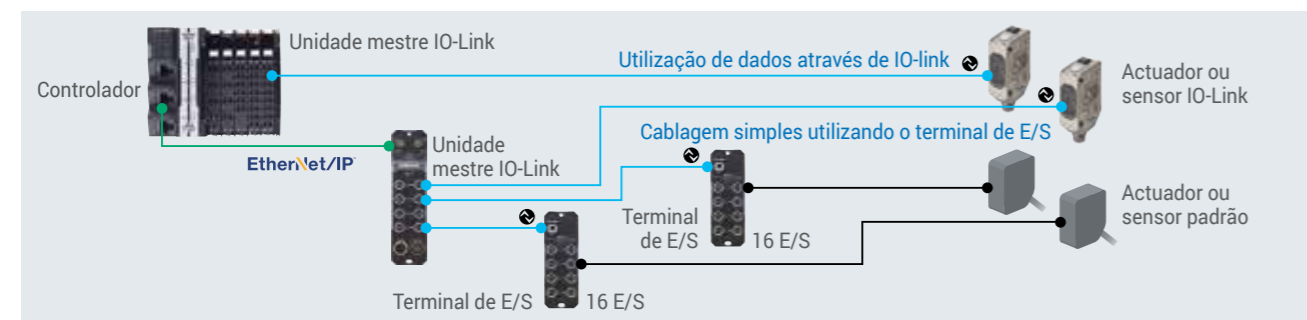 Unidade mestre IO-Link
Utilização de dados através de IO-link
Controlador
Actuador ou
sensor IO-Link
Cablagem simples utilizando o terminal de E/S
EtherNet/IP
Unidade
mestre IO-Link
Terminal
de E/S
16 E/S
Actuador ou
sensor padrão
Terminal de E/S
16 E/S